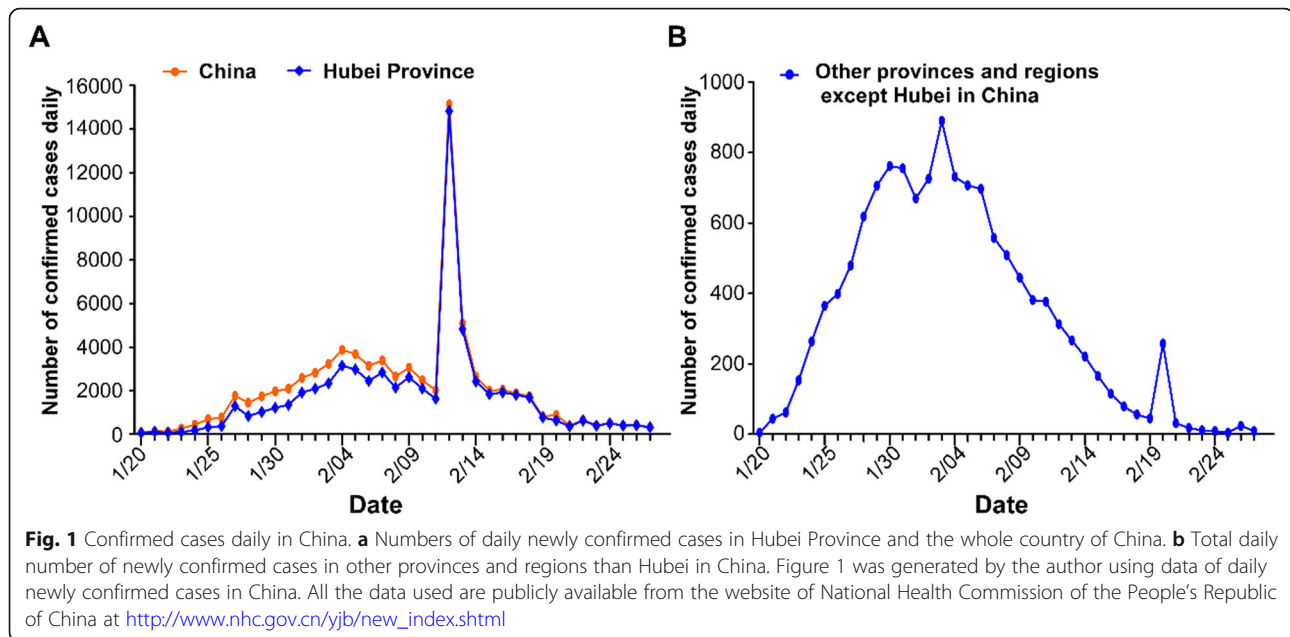 A
China
Hubei Province
Number of confirmed cases daily
16000
14000
12000
10000
8000
6000
4000
2000
0
1/20
1/25
1/30
2/04
2/09
2/14
2/19
2/24
Date
B
Other provinces and regions
except Hubei in China
Number of confirmed cases daily
1000
800
600
400
200
0
1/20
1/25
1/30
2/04
2/09
2/14
2/19
2/24
Date
Fig. 1 Confirmed cases daily in China. a Numbers of daily newly confirmed cases in Hubei Province and the whole country of China. b Total daily
number of newly confirmed cases in other provinces and regions than Hubei in China. Figure 1 was generated by the author using data of daily
newly confirmed cases in China. All the data used are publicly available from the website of National Health Commission of the People's Republic
of China at http://www.nhc.gov.cn/yjb/new_index.shtml